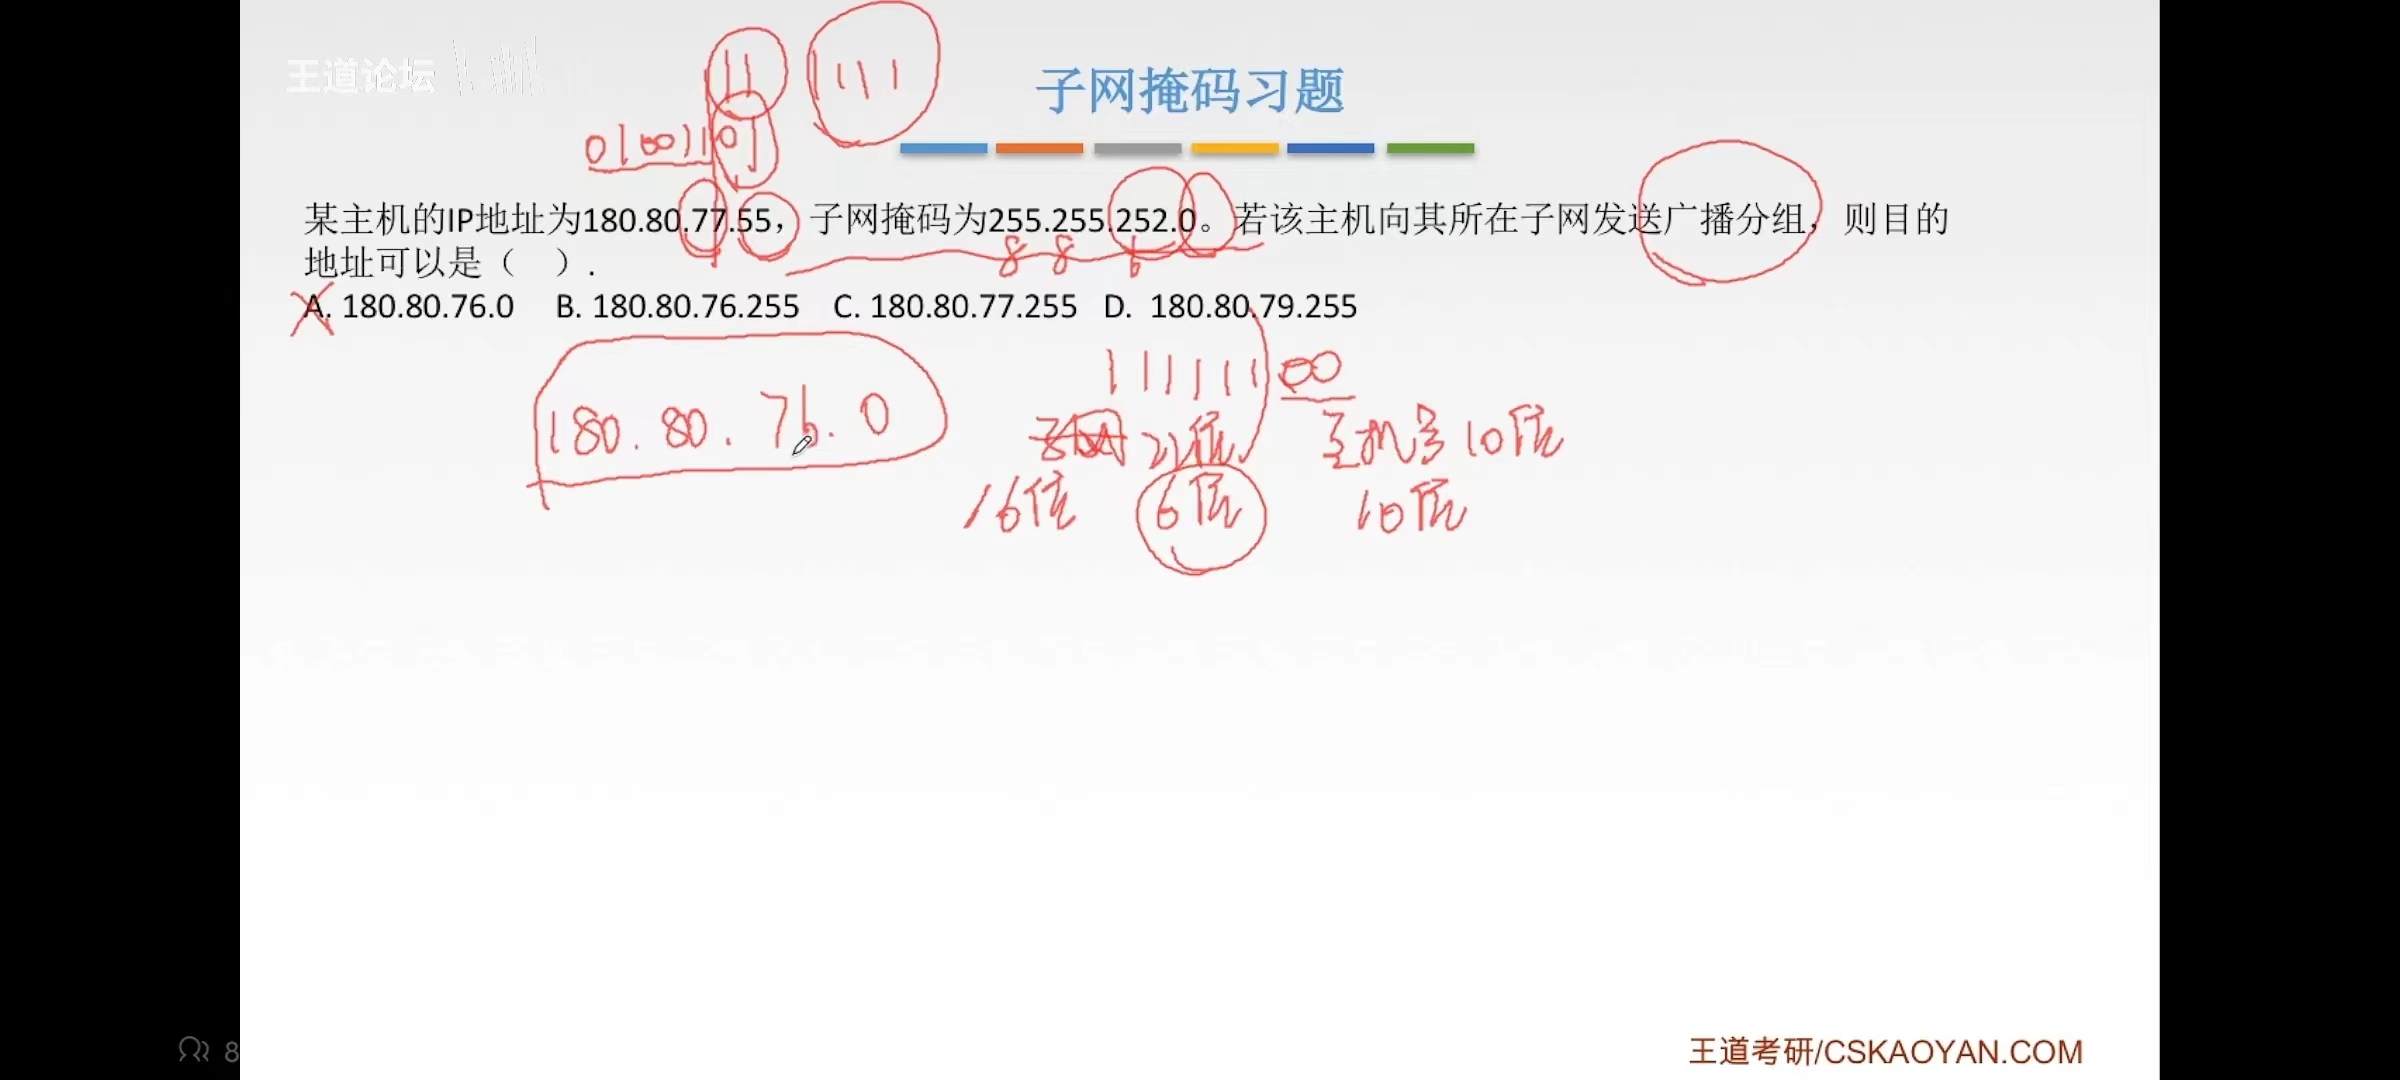 王道论坛
11 111
子网掩码习题
01001101
某主机的IP地址为180.80.77.55，子网掩码为255.255.252.0。若该主机向其所在子网发送广播分组，则目的
8 8 6
地址可以是（ ）.
A. 180.80.76.0 B. 180.80.76.255 C. 180.80.77.255 D. 180.80.79.255
111111 00
180.80.76.0
22位 主机号10位
16位 6位 10位
8
王道考研/CSKAOYAN.COM